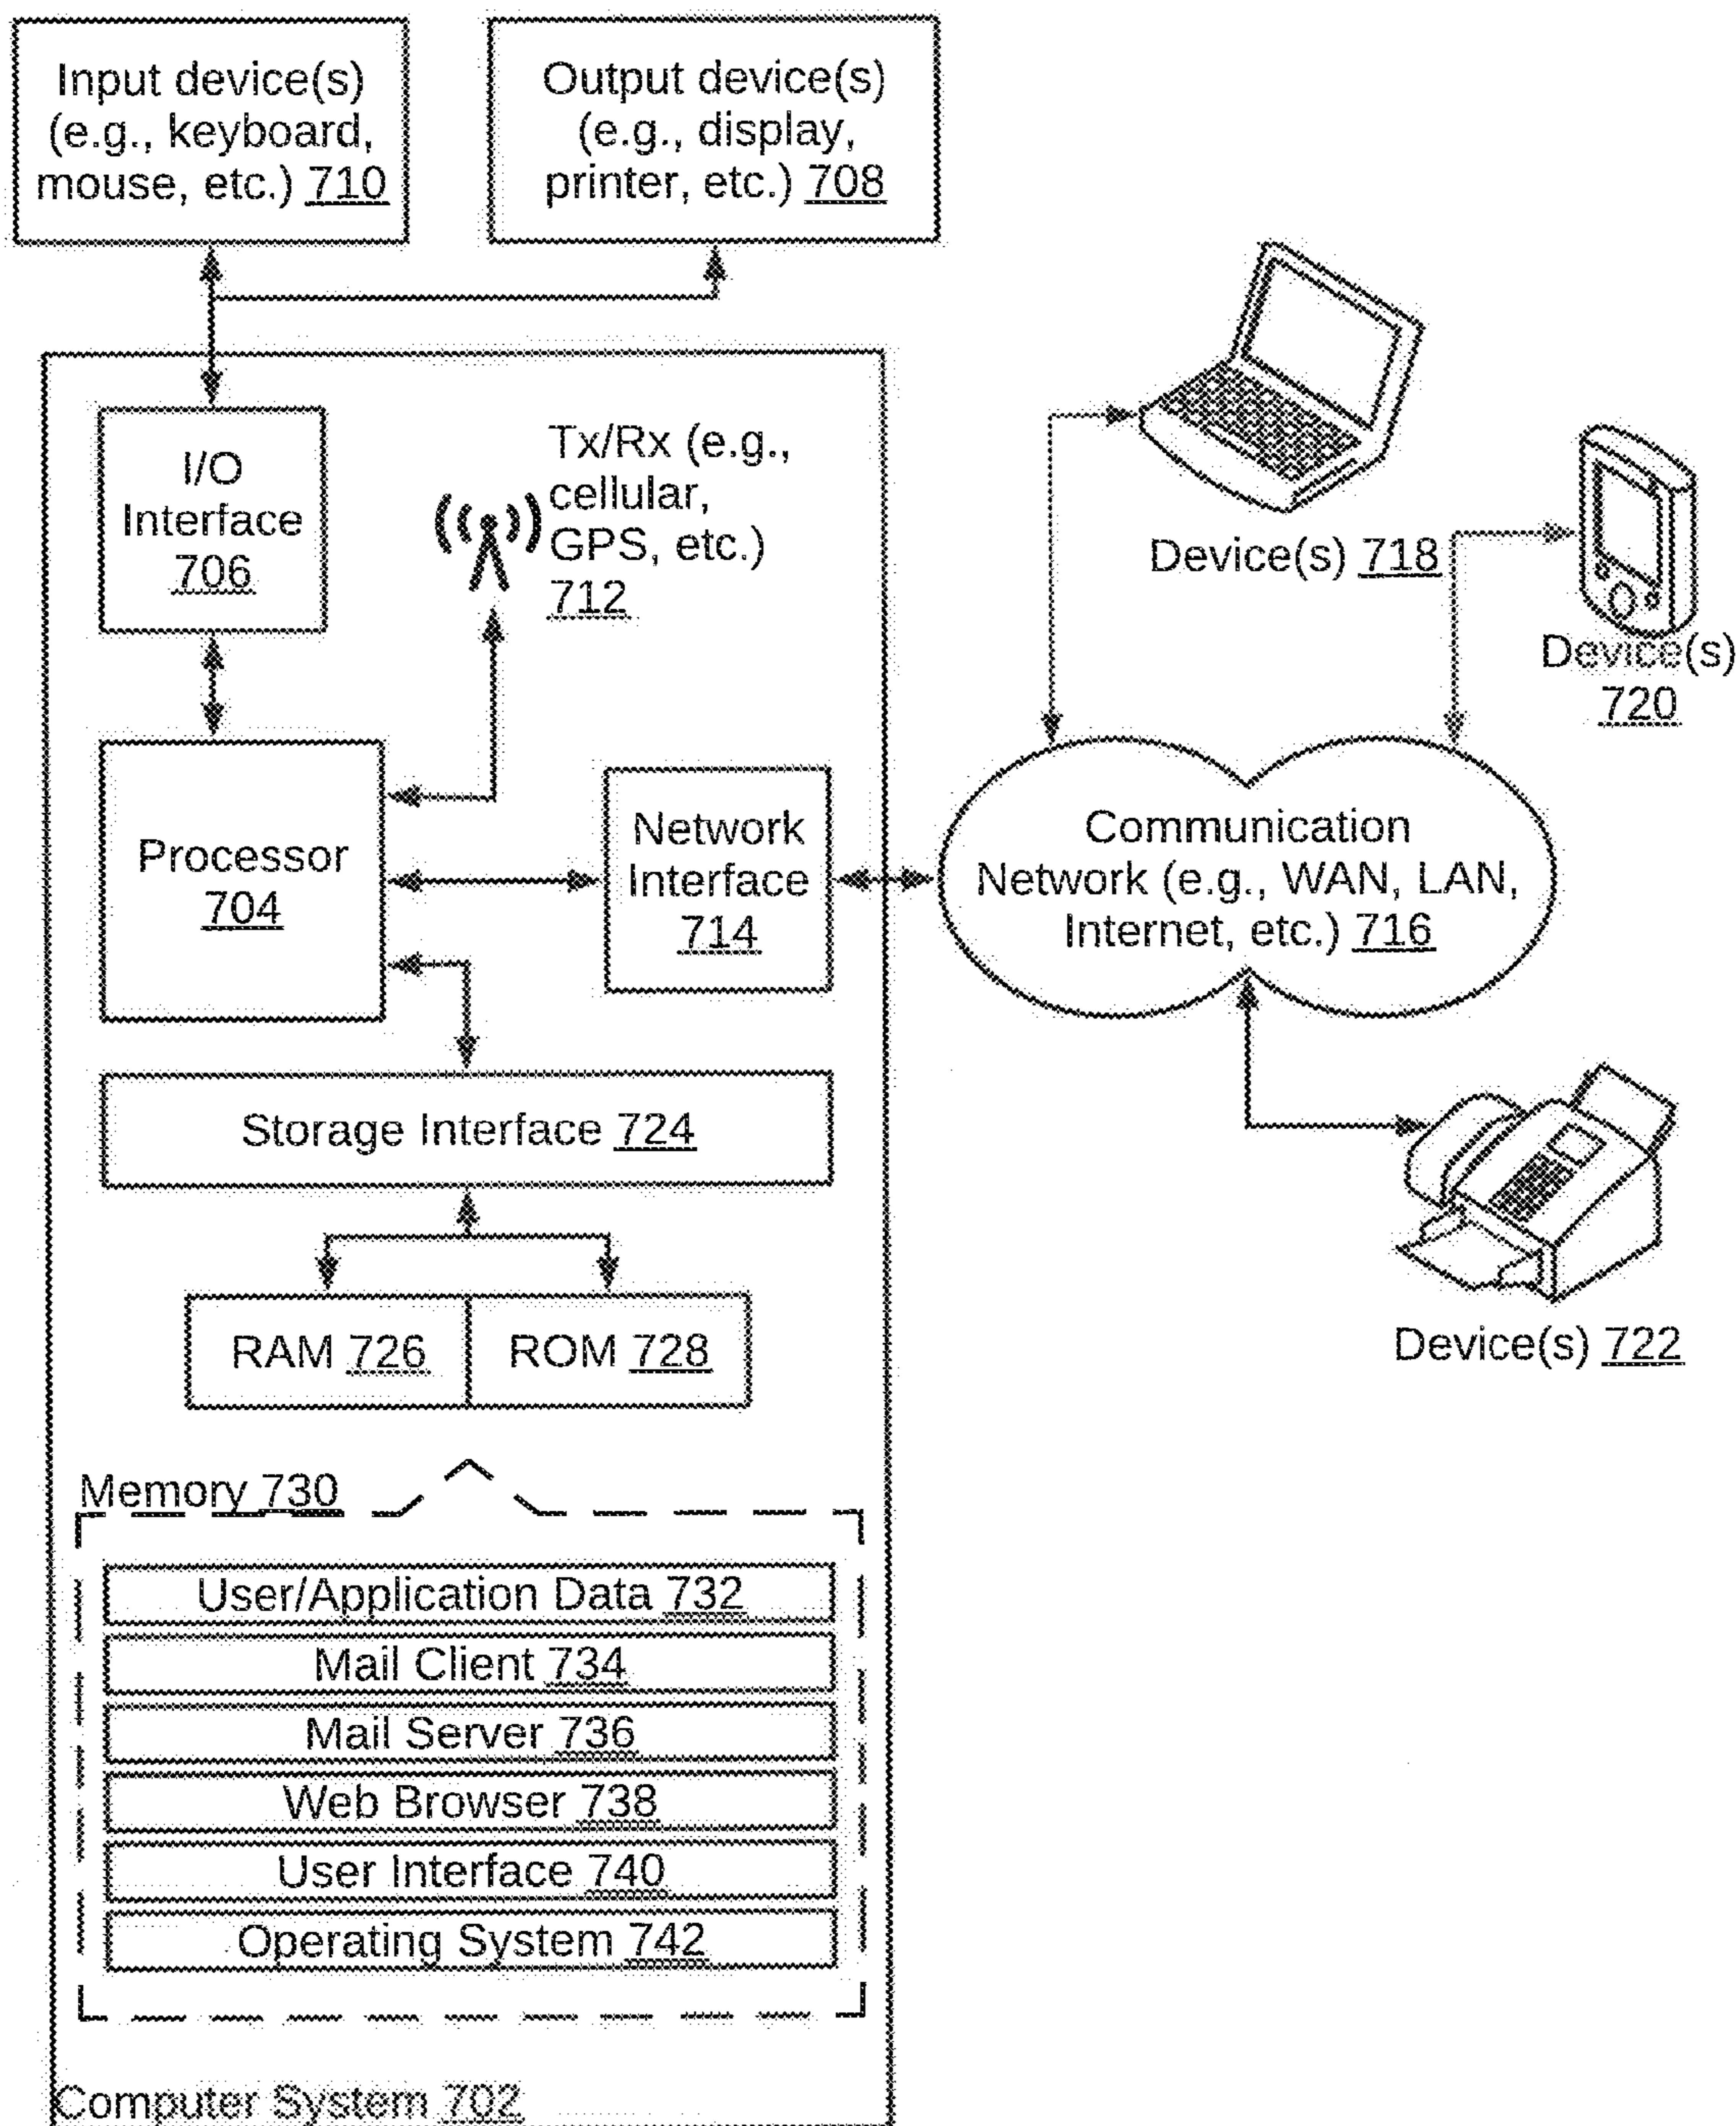 Input device(s)
(e.g., keyboard,
mouse, etc.) 710
Output device(s)
(e.g., display,
printer, etc.) 708
I/O
Interface
706
Tx/Rx (e.g.,
cellular,
GPS, etc.)
712
Device(s) 718
Device(s)
720
Processor
704
Network
Interface
714
Communication
Network (e.g., WAN, LAN,
Internet, etc.) 716
Storage Interface 724
RAM 726
ROM 728
Device(s) 722
Memory 730
User/Application Data 732
Mail Client 734
Mail Server 736
Web Browser 738
User Interface 740
Operating System 742
Computer System 702